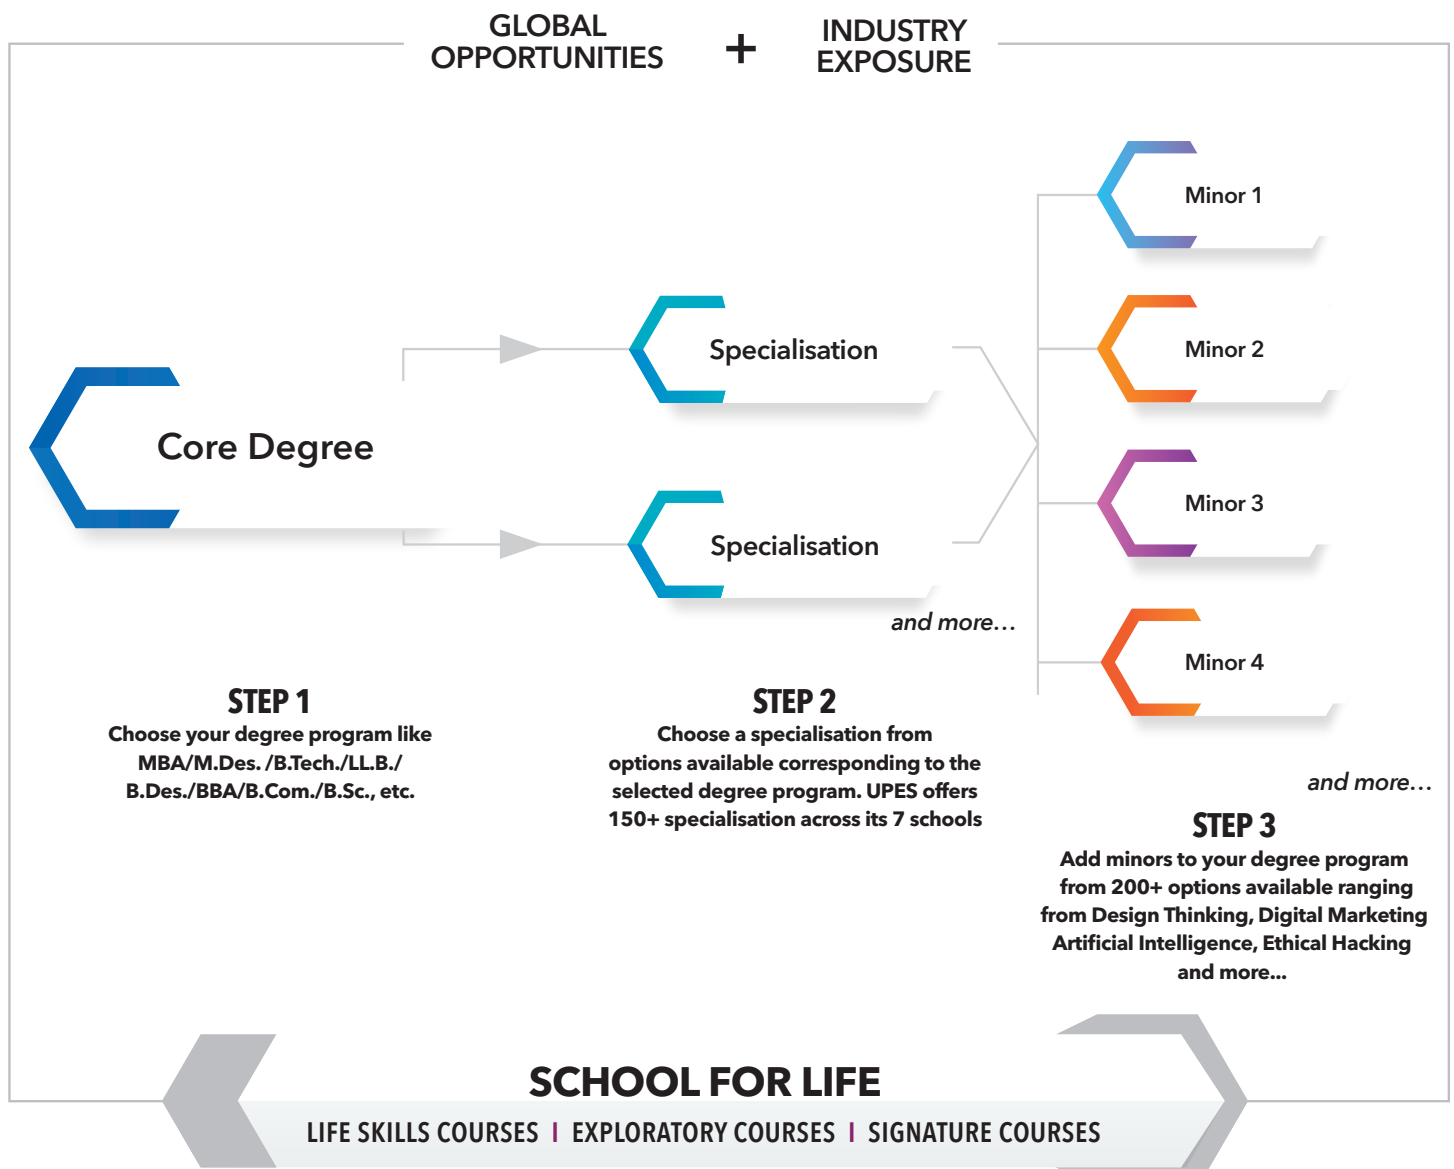 GLOBAL
OPPORTUNITIES
+
INDUSTRY
EXPOSURE
Core Degree
Specialisation
Specialisation
and more...
Minor 1
Minor 2
Minor 3
Minor 4
and more...
STEP 1
Choose your degree program like
MBA/M.Des. /B.Tech./LL.B./
B.Des./BBA/B.Com./B.Sc., etc.
STEP 2
Choose a specialisation from
options available corresponding to the
selected degree program. UPES offers
150+ specialisation across its 7 schools
STEP 3
Add minors to your degree program
from 200+ options available ranging
from Design Thinking, Digital Marketing
Artificial Intelligence, Ethical Hacking
and more...
SCHOOL FOR LIFE
LIFE SKILLS COURSES I EXPLORATORY COURSES I SIGNATURE COURSES